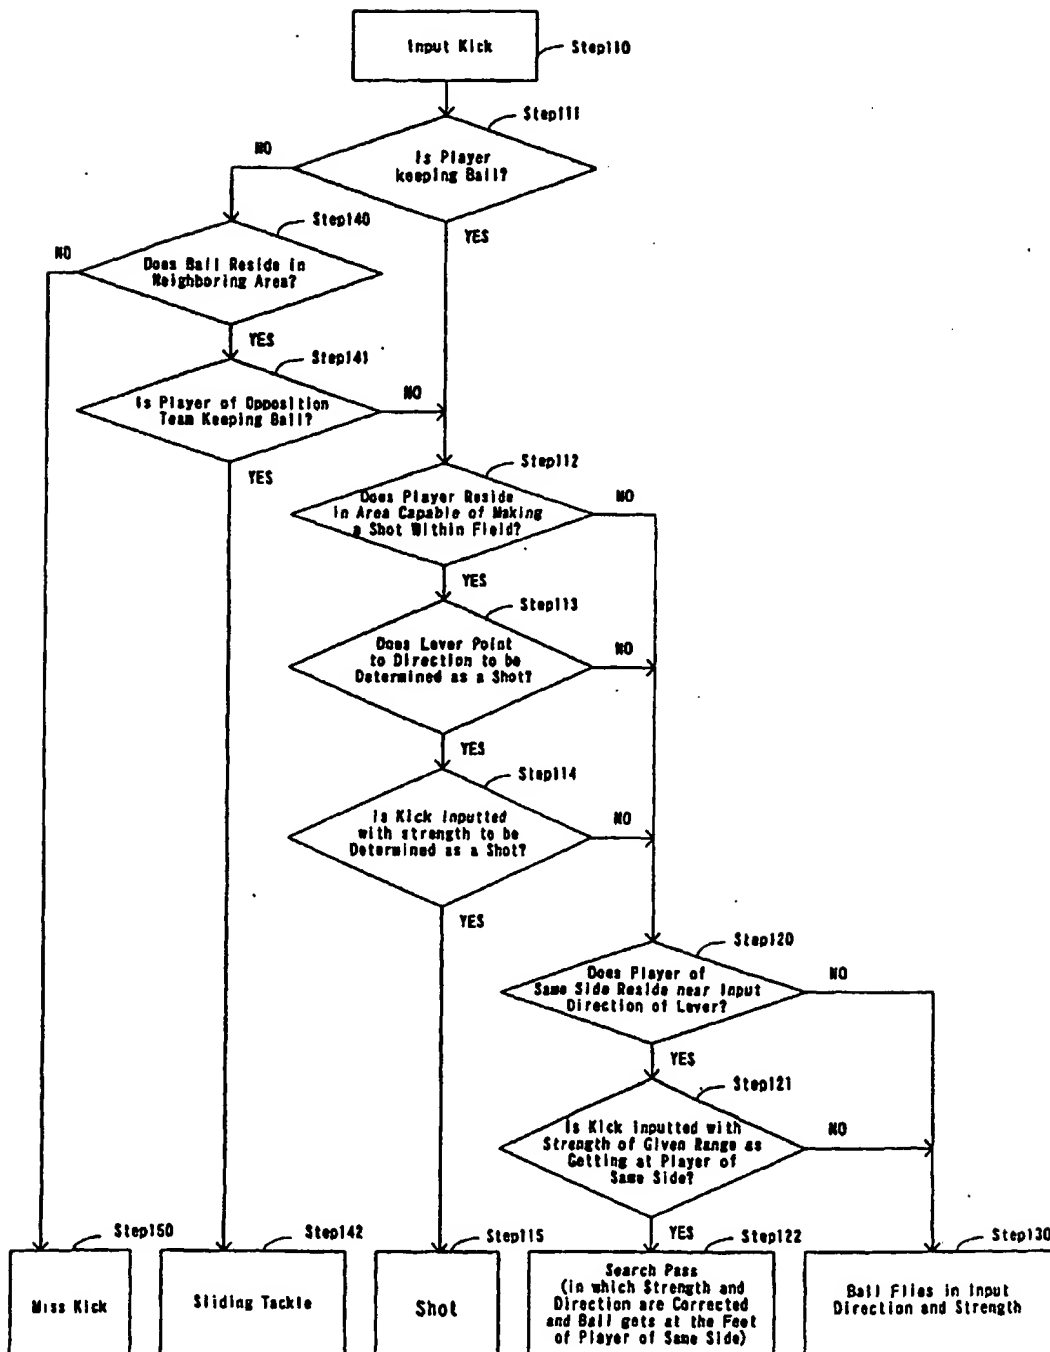 Input Kick
Step110
Step111
Is Player
keeping Ball?
NO
YES
Step140
Does Ball Reside in
Neighboring Area?
NO
YES
Step141
Is Player of Opposition
Team Keeping Ball?
NO
YES
Step112
Does Player Reside
in Area Capable of Making
a Shot Within Field?
NO
YES
Step113
Does Lever Point
to Direction to be
Determined as a Shot?
NO
YES
Step114
Is Kick Inputted
with strength to be
Determined as a Shot?
NO
YES
Step120
Does Player of
Same Side Reside near Input
Direction of Lever?
NO
YES
Step121
Is Kick Inputted with
Strength of Given Range as
Getting at Player of
Same Side?
NO
YES
Step150
Miss Kick
Step142
Sliding Tackle
Step115
Shot
Step122
Search Pass
(in which Strength and
Direction are Corrected
and Ball gets at the Feet
of Player of Same Side)
Step130
Ball Flies in Input
Direction and Strength